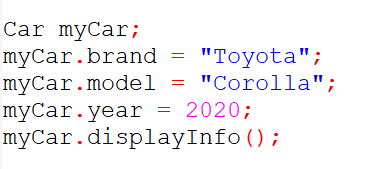 Car myCar;
myCar.brand = "Toyota";
myCar.model = "Corolla";
myCar.year = 2020;
myCar.displayInfo();